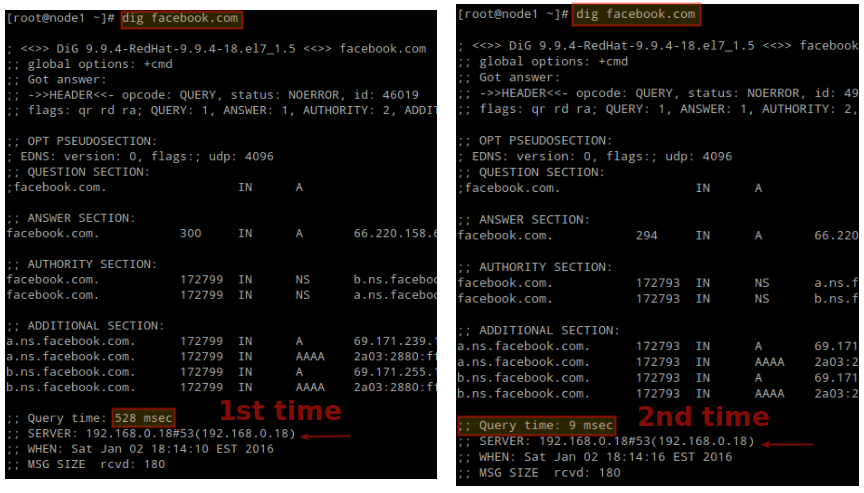 [root@node1 ~]# dig facebook.com
; <<>> DiG 9.9.4-RedHat-9.9.4-18.el7_1.5 <<>> facebook.com
;; global options: +cmd
;; Got answer:
;; ->>HEADER<<- opcode: QUERY, status: NOERROR, id: 46019
;; flags: qr rd ra; QUERY: 1, ANSWER: 1, AUTHORITY: 2, ADDIT
;; OPT PSEUDOSECTION:
; EDNS: version: 0, flags:; udp: 4096
;; QUESTION SECTION:
;facebook.com. IN A
;; ANSWER SECTION:
facebook.com. 300 IN A 66.220.158.6
;; AUTHORITY SECTION:
facebook.com. 172799 IN NS b.ns.faceboo
facebook.com. 172799 IN NS a.ns.faceboo
;; ADDITIONAL SECTION:
a.ns.facebook.com. 172799 IN A 69.171.239.1
a.ns.facebook.com. 172799 IN AAAA 2a03:2880:ff
b.ns.facebook.com. 172799 IN A 69.171.255.1
b.ns.facebook.com. 172799 IN AAAA 2a03:2880:ff
1st time
;; Query time: 528 msec
;; SERVER: 192.168.0.18#53(192.168.0.18)
;; WHEN: Sat Jan 02 18:14:10 EST 2016
;; MSG SIZE rcvd: 180
[root@node1 ~]# dig facebook.com
; <<>> DiG 9.9.4-RedHat-9.9.4-18.el7_1.5 <<>> facebook
;; global options: +cmd
;; Got answer:
;; ->>HEADER<<- opcode: QUERY, status: NOERROR, id: 49
;; flags: qr rd ra; QUERY: 1, ANSWER: 1, AUTHORITY: 2,
;; OPT PSEUDOSECTION:
; EDNS: version: 0, flags:; udp: 4096
;; QUESTION SECTION:
;facebook.com. IN A
;; ANSWER SECTION:
facebook.com. 294 IN A 66.220
;; AUTHORITY SECTION:
facebook.com. 172793 IN NS a.ns.f
facebook.com. 172793 IN NS b.ns.f
;; ADDITIONAL SECTION:
a.ns.facebook.com. 172793 IN A 69.171
a.ns.facebook.com. 172793 IN AAAA 2a03:2
b.ns.facebook.com. 172793 IN A 69.171
b.ns.facebook.com. 172793 IN AAAA 2a03:2
2nd time
;; Query time: 9 msec
;; SERVER: 192.168.0.18#53(192.168.0.18)
;; WHEN: Sat Jan 02 18:14:16 EST 2016
;; MSG SIZE rcvd: 180